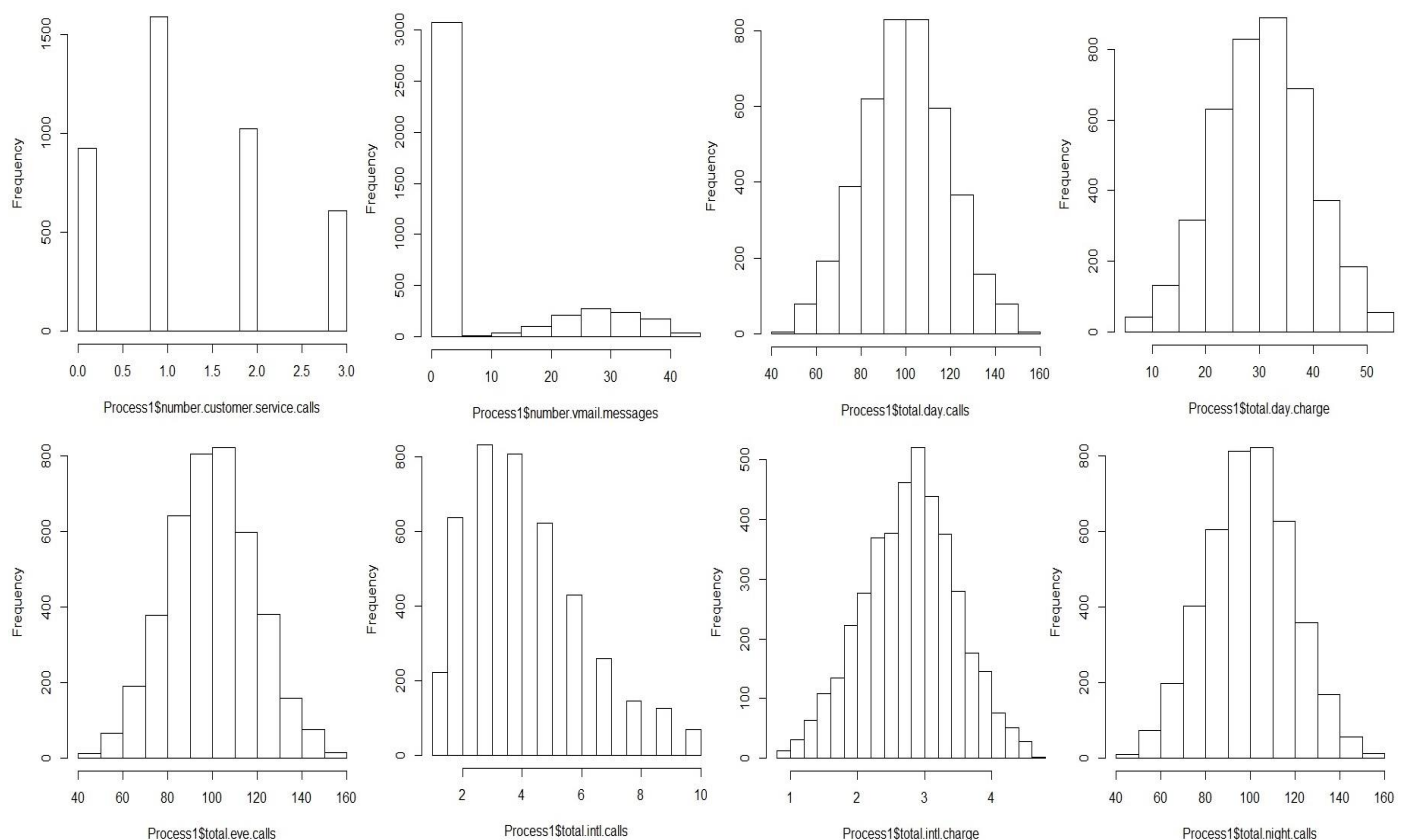 Frequency
0
500
1000
1500
0.0 0.5 1.0 1.5 2.0 2.5 3.0
Process1$number.customer.service.calls
Frequency
0
500
1000
1500
2000
2500
3000
0 10 20 30 40
Process1$number.vmail.messages
Frequency
0
200
400
600
800
40 60 80 100 120 140 160
Process1$total.day.calls
Frequency
0
200
400
600
800
10 20 30 40 50
Process1$total.day.charge
Frequency
0
200
400
600
800
40 60 80 100 120 140 160
Process1$total.eve.calls
Frequency
0
200
400
600
800
2 4 6 8 10
Process1$total.intl.calls
Frequency
0
100
200
300
400
500
1 2 3 4
Process1$total.intl.charge
Frequency
0
200
400
600
800
40 60 80 100 120 140 160
Process1$total.night.calls